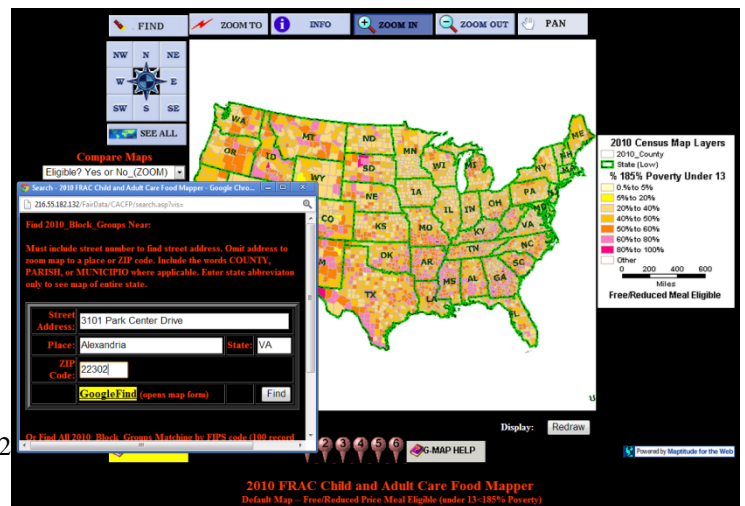 FIND
ZOOM TO
INFO
ZOOM IN
ZOOM OUT
PAN
NW N NE
W E
SW S SE
SEE ALL
Compare Maps
Eligible? Yes or No_(ZOOM)
Search - 2010 FRAC Child and Adult Care Food Mapper - Google Chro...
216.55.182.132/FairData/CACFP/search.asp?vis=
Find 2010_Block_Groups Near:
Must include street number to find street address. Omit address to
zoom map to a place or ZIP code. Include the words COUNTY,
PARISH, or MUNICIPIO where applicable. Enter state abbreviaton
only to see map of entire state.
Street
Address:
3101 Park Center Drive
Place:
Alexandria
State:
VA
ZIP
Code:
22302
GoogleFind (opens map form)
Find
Or Find All 2010_Block_Groups Matching by FIPS code (100 record
WA
OR
ID
MT
WY
ND
SD
NE
CO
KS
OK
TX
MN
IA
MO
AR
LA
WI
IL
MI
IN
OH
KY
TN
MS
AL
GA
FL
SC
NC
VA
PA
NY
NH
ME
M
2010 Census Map Layers
2010_County
State (Low)
% 185% Poverty Under 13
0.% to 5%
5% to 20%
20% to 40%
40% to 50%
50% to 60%
60% to 80%
80% to 100%
Other
0 200 400 600
Miles
Free/Reduced Meal Eligible
Display:
Redraw
2
2 3 4 5 6
G-MAP HELP
Powered by Maptitude for the Web
2010 FRAC Child and Adult Care Food Mapper
Default Map -- Free/Reduced Price Meal Eligible (under 13<185% Poverty)